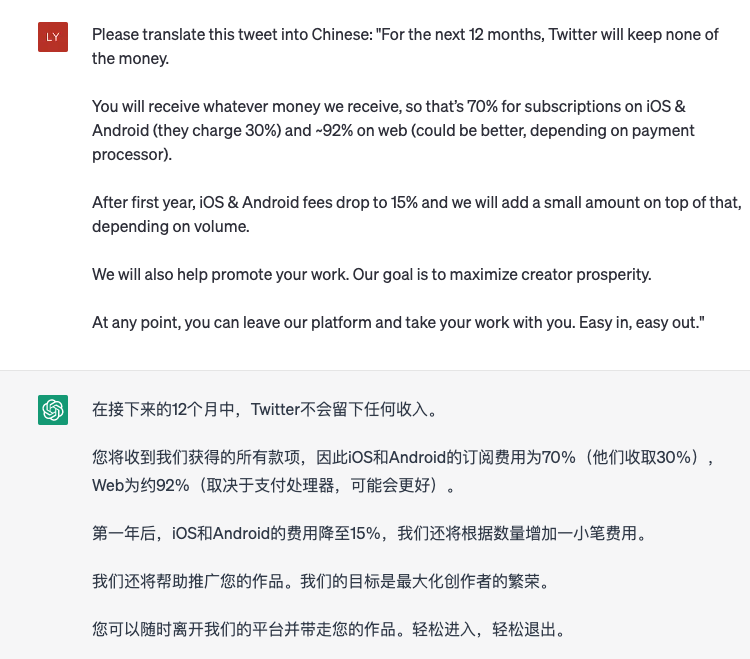 LY
Please translate this tweet into Chinese: "For the next 12 months, Twitter will keep none of
the money.
You will receive whatever money we receive, so that’s 70% for subscriptions on iOS &
Android (they charge 30%) and ~92% on web (could be better, depending on payment
processor).
After first year, iOS & Android fees drop to 15% and we will add a small amount on top of that,
depending on volume.
We will also help promote your work. Our goal is to maximize creator prosperity.
At any point, you can leave our platform and take your work with you. Easy in, easy out."
在接下来的12个月中，Twitter不会留下任何收入。
您将收到我们获得的所有款项，因此iOS和Android的订阅费用为70%（他们收取30%），
Web为约92%（取决于支付处理器，可能会更好）。
第一年后，iOS和Android的费用降至15%，我们还将根据数量增加一小笔费用。
我们还将帮助推广您的作品。我们的目标是最大化创作者的繁荣。
您可以随时离开我们的平台并带走您的作品。轻松进入，轻松退出。